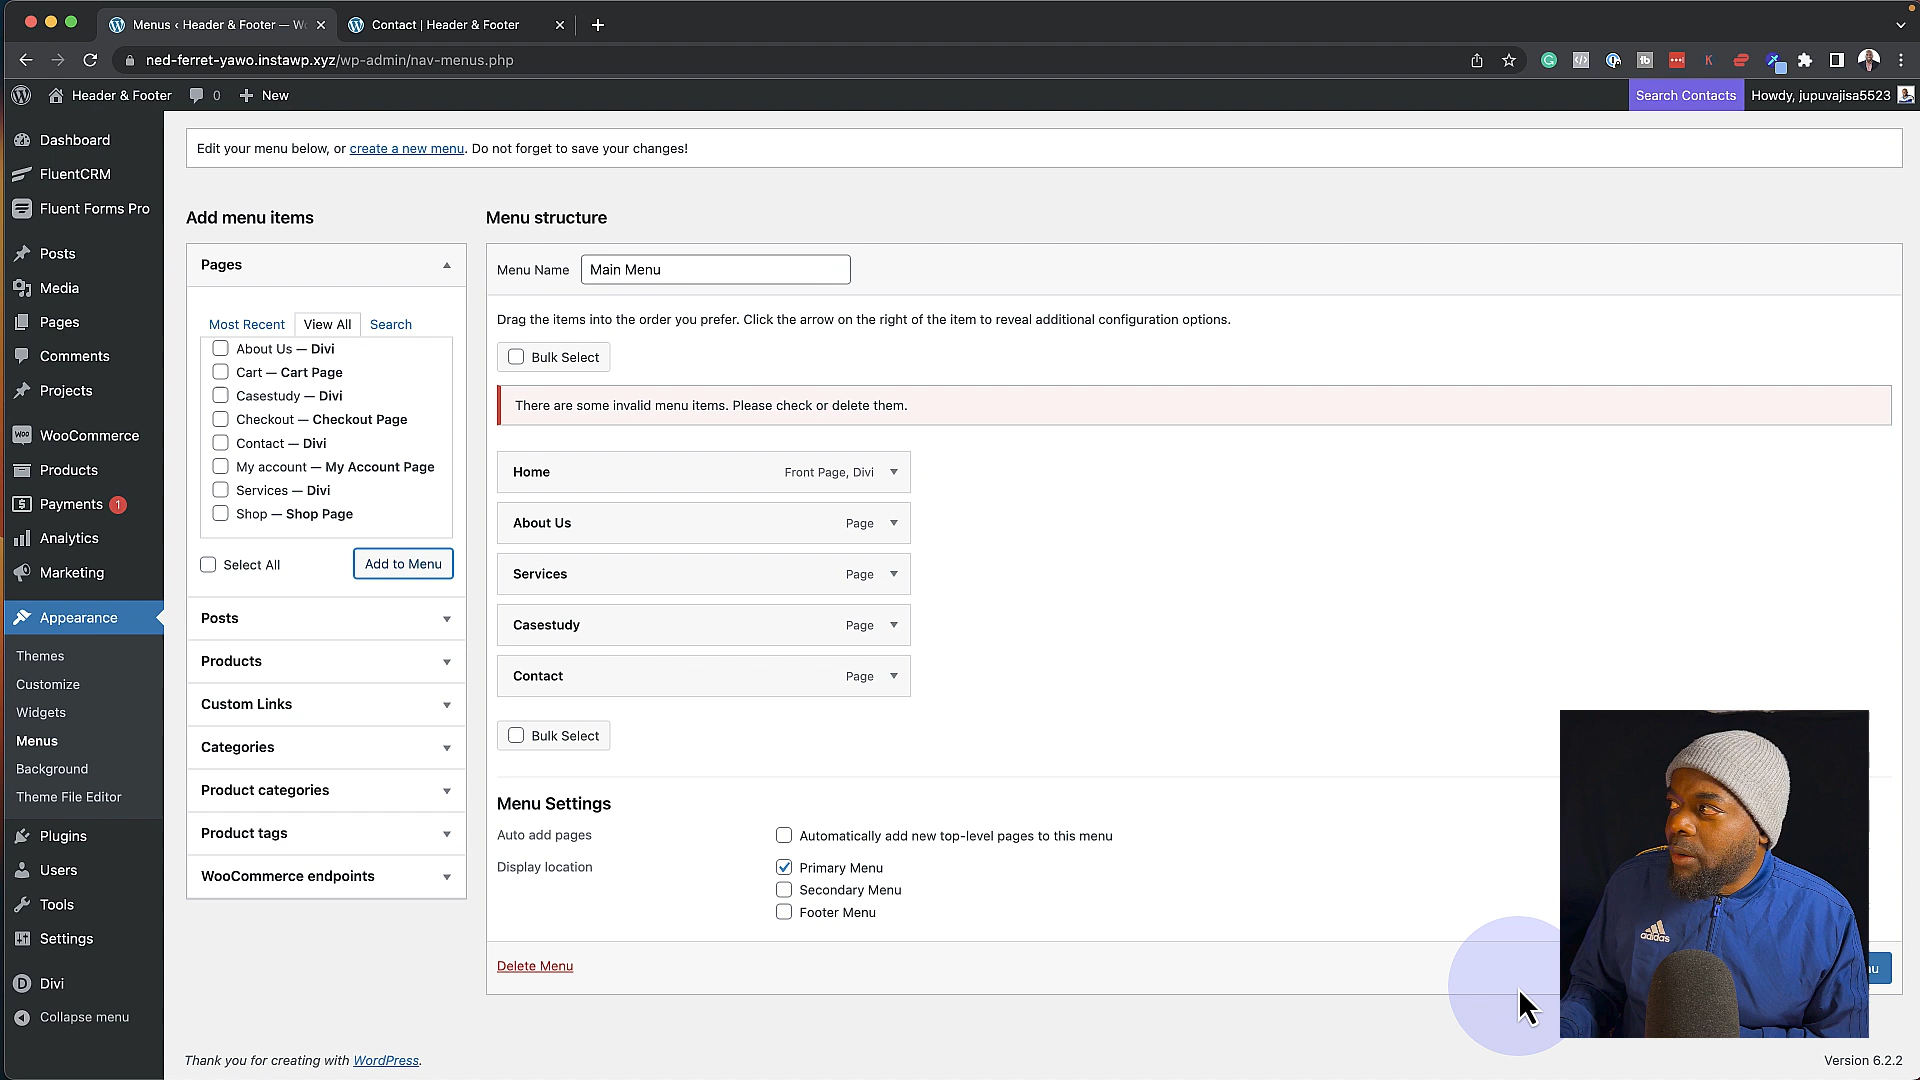 Menus ‹ Header & Footer — W
Contact | Header & Footer
ned-ferret-yawo.instawp.xyz/wp-admin/nav-menus.php
Header & Footer
0
New
Search Contacts
Howdy, jupuvajisa5523
Dashboard
FluentCRM
Fluent Forms Pro
Posts
Media
Pages
Comments
Projects
WooCommerce
Products
Payments 1
Analytics
Marketing
Appearance
Themes
Customize
Widgets
Menus
Background
Theme File Editor
Plugins
Users
Tools
Settings
Divi
Collapse menu
Edit your menu below, or create a new menu. Do not forget to save your changes!
Add menu items
Pages
Most Recent
View All
Search
About Us — Divi
Cart — Cart Page
Casestudy — Divi
Checkout — Checkout Page
Contact — Divi
My account — My Account Page
Services — Divi
Shop — Shop Page
Select All
Add to Menu
Posts
Products
Custom Links
Categories
Product categories
Product tags
WooCommerce endpoints
Menu structure
Menu Name
Main Menu
Drag the items into the order you prefer. Click the arrow on the right of the item to reveal additional configuration options.
Bulk Select
There are some invalid menu items. Please check or delete them.
Home Front Page, Divi
About Us Page
Services Page
Casestudy Page
Contact Page
Bulk Select
Menu Settings
Auto add pages
Automatically add new top-level pages to this menu
Display location
Primary Menu
Secondary Menu
Footer Menu
Delete Menu
adidas
Thank you for creating with WordPress.
Version 6.2.2